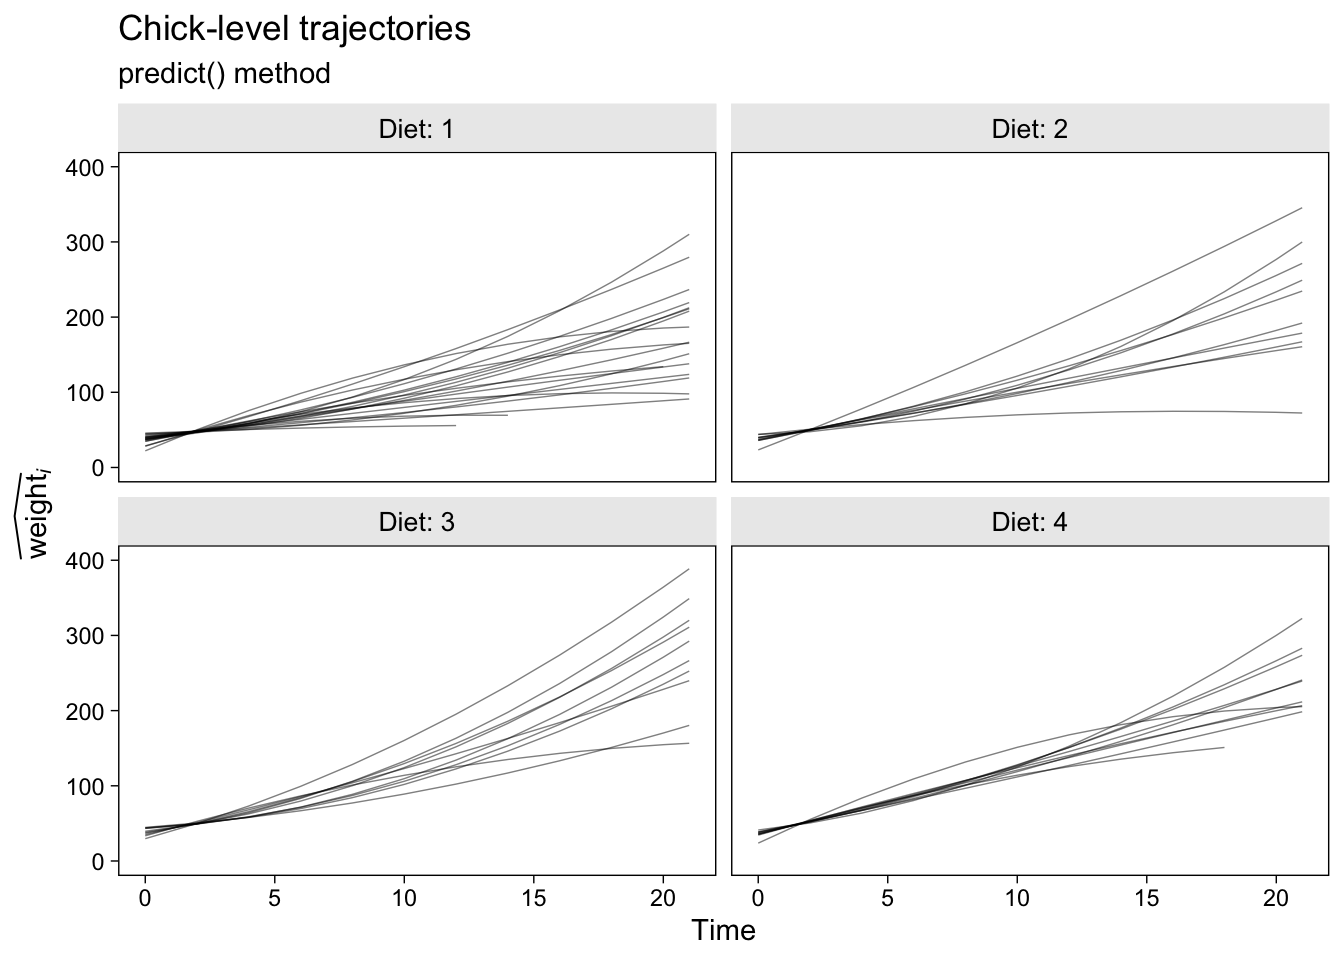 Chick-level trajectories
predict() method
Diet: 1
Diet: 2
400
300
200
100
0
Diet: 3
Diet: 4
400
300
200
100
0
0 5 10 15 20
0 5 10 15 20
Time
weightᵢ